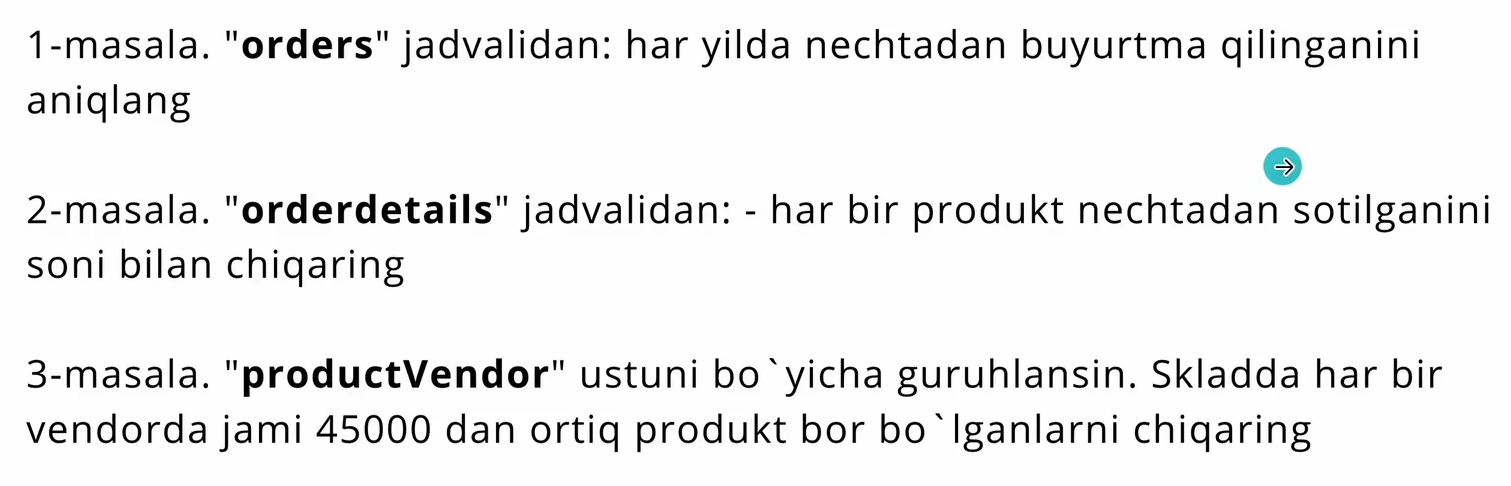 1-masala. "orders" jadvalidan: har yilda nechtadan buyurtma qilinganini
aniqlang
2-masala. "orderdetails" jadvalidan: - har bir produkt nechtadan sotilganini
soni bilan chiqaring
3-masala. "productVendor" ustuni bo`yicha guruhlansin. Skladda har bir
vendorda jami 45000 dan ortiq produkt bor bo`lganlarni chiqaring